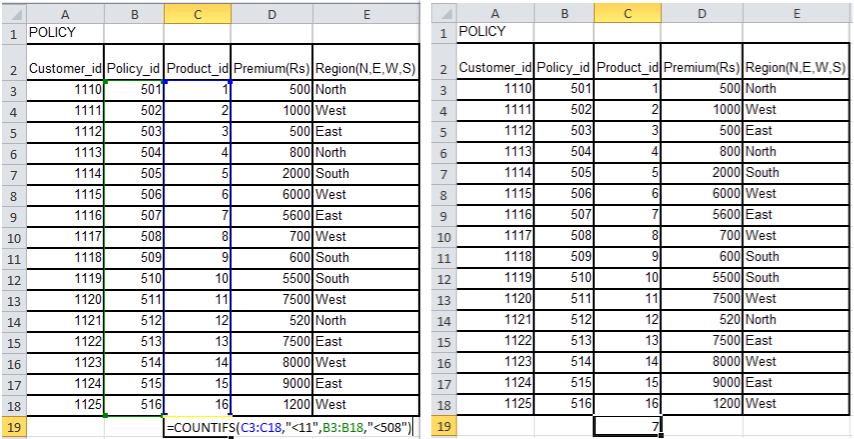 A B C D E
1 POLICY
2 Customer_id Policy_id Product_id Premium(Rs) Region(N,E,W,S)
3 1110 501 1 500 North
4 1111 502 2 1000 West
5 1112 503 3 500 East
6 1113 504 4 800 North
7 1114 505 5 2000 South
8 1115 506 6 6000 West
9 1116 507 7 5600 East
10 1117 508 8 700 West
11 1118 509 9 600 South
12 1119 510 10 5500 South
13 1120 511 11 7500 West
14 1121 512 12 520 North
15 1122 513 13 7500 East
16 1123 514 14 8000 West
17 1124 515 15 9000 East
18 1125 516 16 1200 West
19 =COUNTIFS(C3:C18,"<11",B3:B18,"<508")
A B C D E
1 POLICY
2 Customer_id Policy_id Product_id Premium(Rs) Region(N,E,W,S)
3 1110 501 1 500 North
4 1111 502 2 1000 West
5 1112 503 3 500 East
6 1113 504 4 800 North
7 1114 505 5 2000 South
8 1115 506 6 6000 West
9 1116 507 7 5600 East
10 1117 508 8 700 West
11 1118 509 9 600 South
12 1119 510 10 5500 South
13 1120 511 11 7500 West
14 1121 512 12 520 North
15 1122 513 13 7500 East
16 1123 514 14 8000 West
17 1124 515 15 9000 East
18 1125 516 16 1200 West
19 7